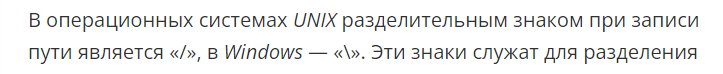 В операционных системах UNIX разделительным знаком при записи
пути является «/», в Windows — «\». Эти знаки служат для разделения